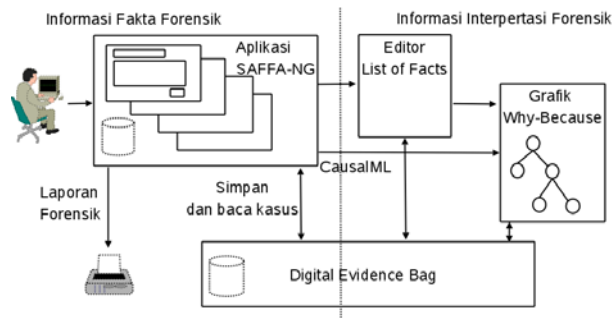 Informasi Fakta Forensik
Informasi Interpertasi Forensik
Aplikasi
SAFFA-NG
Editor
List of Facts
Grafik
Why-Because
CausalML
Laporan
Forensik
Simpan
dan baca kasus
Digital Evidence Bag